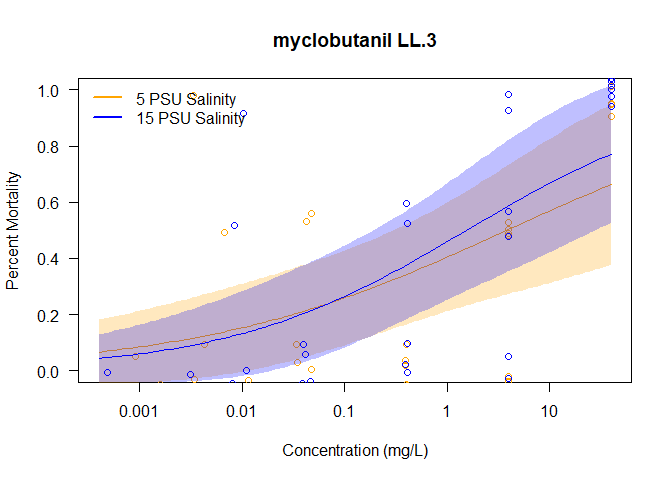 myclobutanil LL.3
5 PSU Salinity
15 PSU Salinity
1.0
0.8
0.6
0.4
0.2
0.0
Percent Mortality
0.001 0.01 0.1 1 10
Concentration (mg/L)